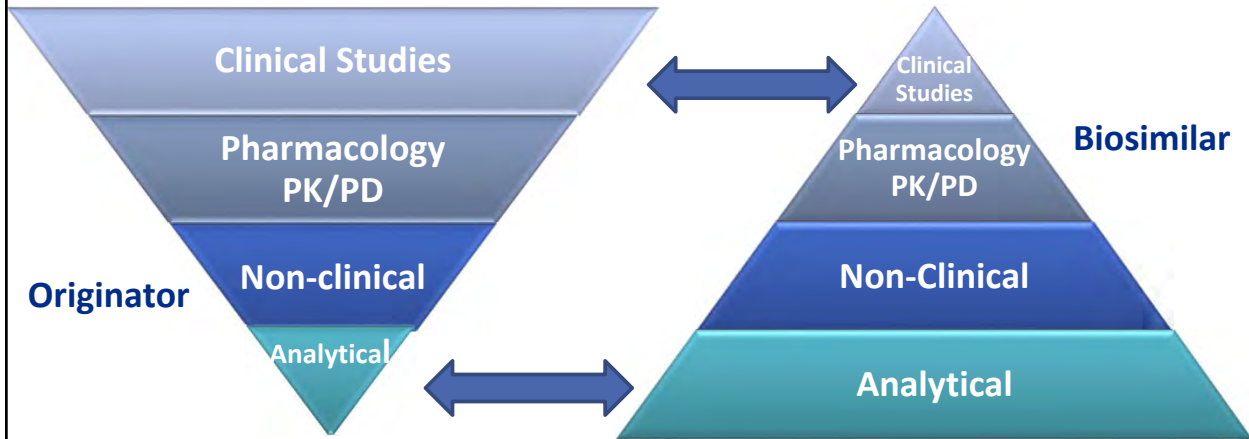 Clinical Studies
Pharmacology
PK/PD
Non-clinical
Originator
Analytical
Clinical
Studies
Pharmacology
PK/PD
Biosimilar
Non-Clinical
Analytical